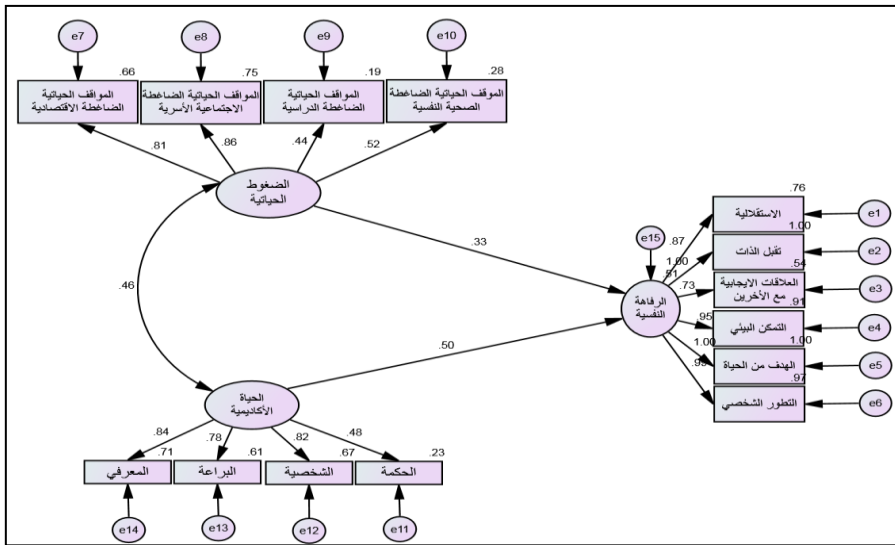 e7
e8
e9
e10
.66
.75
.19
.28
المواقف الحياتية
الضاغطة الاقتصادية
المواقف الحياتية الضاغطة
الاجتماعية الأسرية
المواقف الحياتية
الضاغطة الدراسية
الموقف الحياتية الضاغطة
الصحية النفسية
.81
.86
.44
.52
الضغوط
الحياتية
.33
.46
.50
e15
.51
الرفاهة
النفسية
.87
1.00
.73
.95
1.00
.99
.76
الاستقلالية
e1
1.00
تقبل الذات
e2
.54
العلاقات الايجابية
مع الأخرين
e3
.91
التمكن البيئي
e4
1.00
الهدف من الحياة
e5
.97
التطور الشخصي
e6
الحياة
الأكاديمية
.84
.78
.82
.48
.71
.61
.67
.23
المعرفي
البراعة
الشخصية
الحكمة
e14
e13
e12
e11